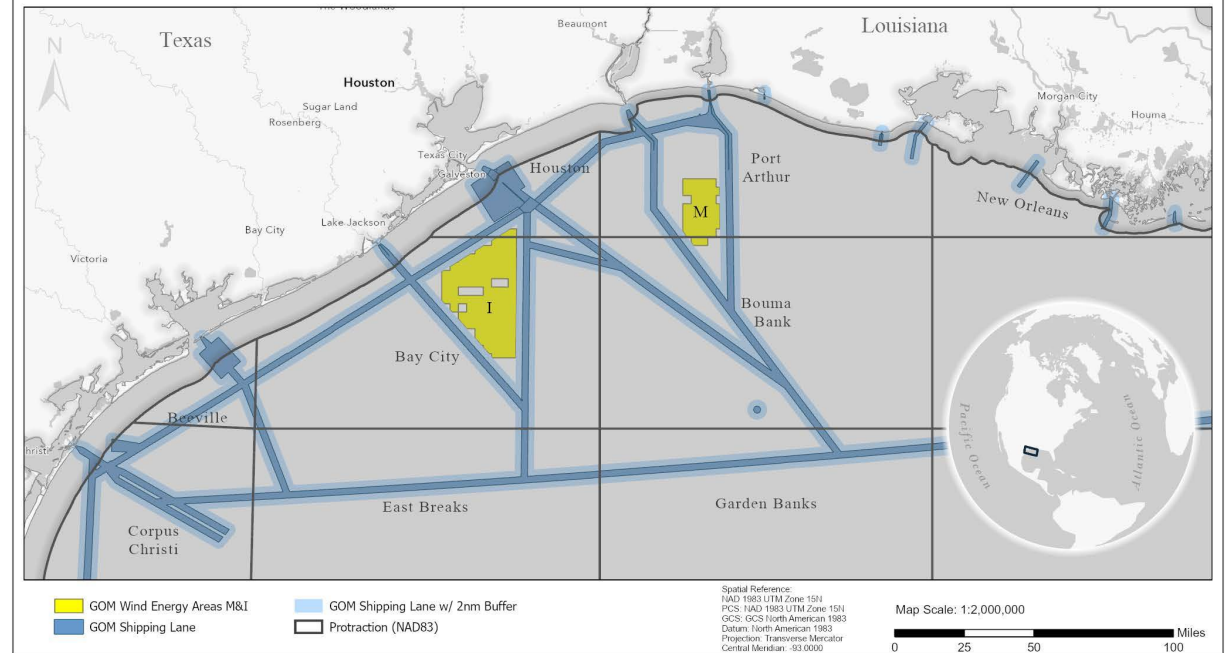 The Woodlands
Beaumont
Louisiana
Texas
N
Houston
Sugar Land
Rosenberg
Morgan City
Houma
Texas City
Galveston
Houston
Port
Arthur
Lake Jackson
Bay City
M
New Orleans
Victoria
I
Bouma
Bank
Bay City
Beeville
hristi
East Breaks
Garden Banks
Corpus
Christi
Pacific Ocean
Atlantic Ocean
GOM Wind Energy Areas M&I
GOM Shipping Lane w/ 2nm Buffer
GOM Shipping Lane
Protraction (NAD83)
Spatial Reference:
NAD 1983 UTM Zone 15N
PCS: NAD 1983 UTM Zone 15N
GCS: GCS North American 1983
Datum: North American 1983
Projection: Transverse Mercator
Central Meridian: -93.0000
Map Scale: 1:2,000,000
Miles
0 25 50 100